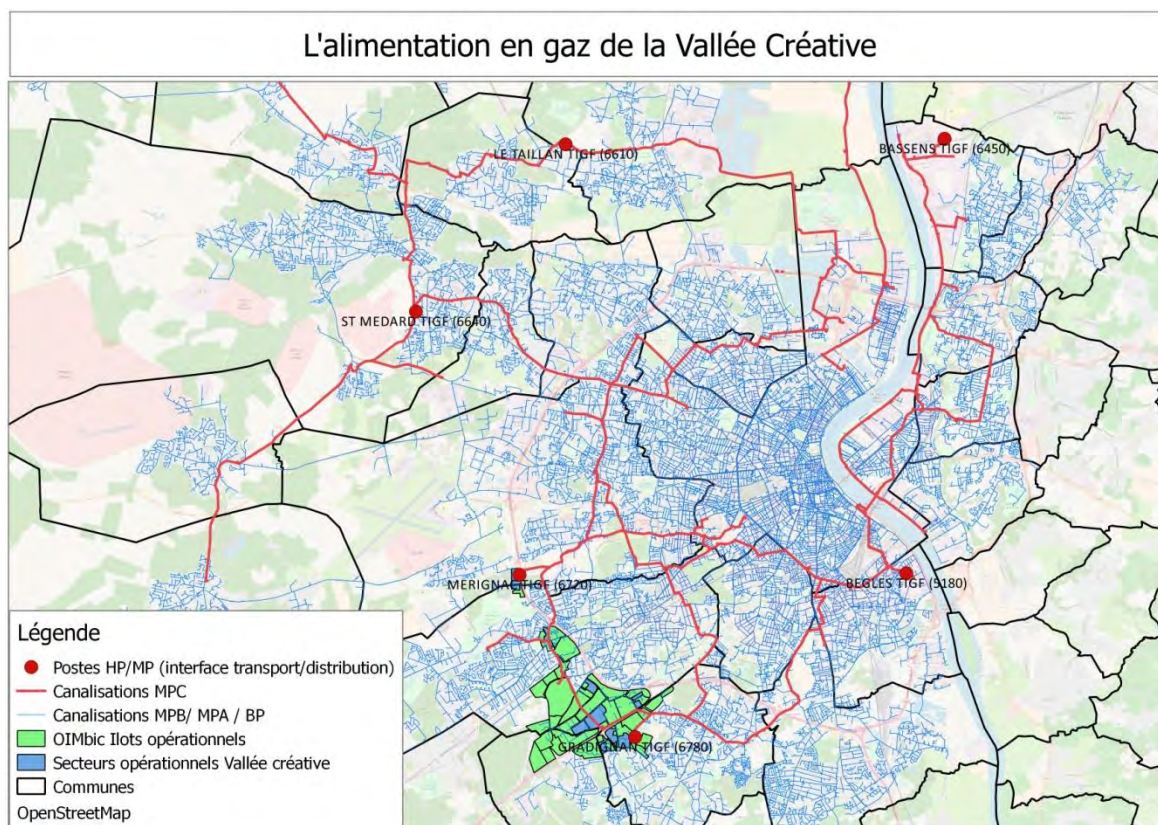 L'alimentation en gaz de la Vallée Créative
LE TAILLAN TIGF (6610)
BASSENS TIGF (6450)
ST MEDARD TIGF (6640)
MERIGNAC TIGF (6720)
BEGLES TIGF (5180)
GRADIGNAN TIGF (6780)
Légende
Postes HP/MP (interface transport/distribution)
Canalisations MPC
Canalisations MPB/ MPA / BP
OIMbic Ilots opérationnels
Secteurs opérationnels Vallée créative
Communes
OpenStreetMap